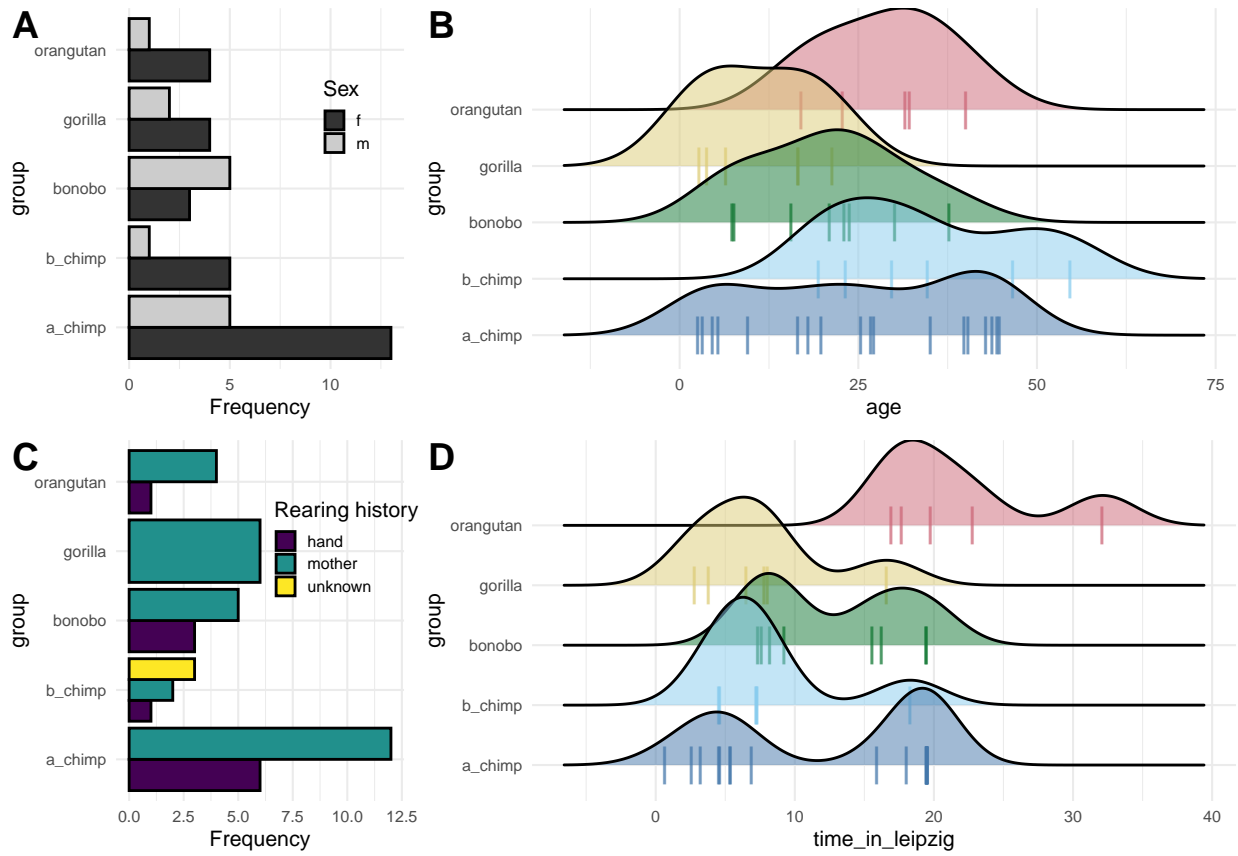 A
group
orangutan
gorilla
bonobo
b_chimp
a_chimp
Sex
f
m
0 5 10
Frequency
B
group
orangutan
gorilla
bonobo
b_chimp
a_chimp
0 25 50 75
age
C
group
orangutan
gorilla
bonobo
b_chimp
a_chimp
Rearing history
hand
mother
unknown
0.0 2.5 5.0 7.5 10.0 12.5
Frequency
D
group
orangutan
gorilla
bonobo
b_chimp
a_chimp
0 10 20 30 40
time_in_leipzig